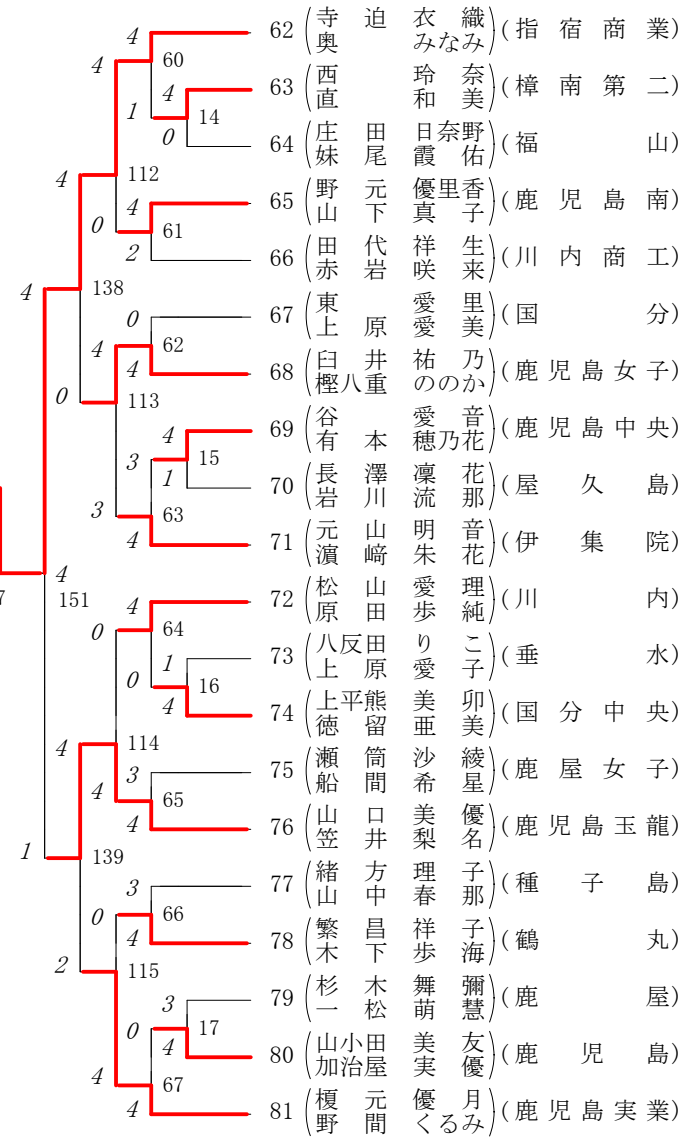 62 寺迫衣織 奥みなみ (指宿商業)
63 西玲奈 直和美 (樟南第二)
64 庄田日奈野 妹尾霞佑 (福山)
65 野元優里香 山下真子 (鹿児島南)
66 田代祥生 赤岩咲来 (川内商工)
67 東愛里 上原愛美 (国分)
68 臼井祐乃 樫八重ののか (鹿児島女子)
69 谷愛音 有本穂乃花 (鹿児島中央)
70 長澤凜花 岩川流那 (屋久島)
71 元山明音 濵﨑朱花 (伊集院)
72 松山愛理 原田歩純 (川内)
73 八反田りこ 上原愛子 (垂水)
74 上平熊美卯 徳留亜美 (国分中央)
75 瀬筒沙綾 船間希星 (鹿屋女子)
76 山口美優 笠井梨名 (鹿児島玉龍)
77 緒方理子 山中春那 (種子島)
78 繁昌祥子 木下歩海 (鶴丸)
79 杉木舞彌 一松萌慧 (鹿屋)
80 山小田美友 加治屋実優 (鹿児島)
81 榎元優月 野間くるみ (鹿児島実業)
4 60
4
1 4 14
0
4 112
0 4 61
2
4 138
0 62
4 4
0 113
3 4 15
1
3 63
4
4
7 151
4 64
0
0 1 16
4
4 114
4 3 65
4
1 139
3 66
0 4
2 115
0 3 17
4
4 67
4